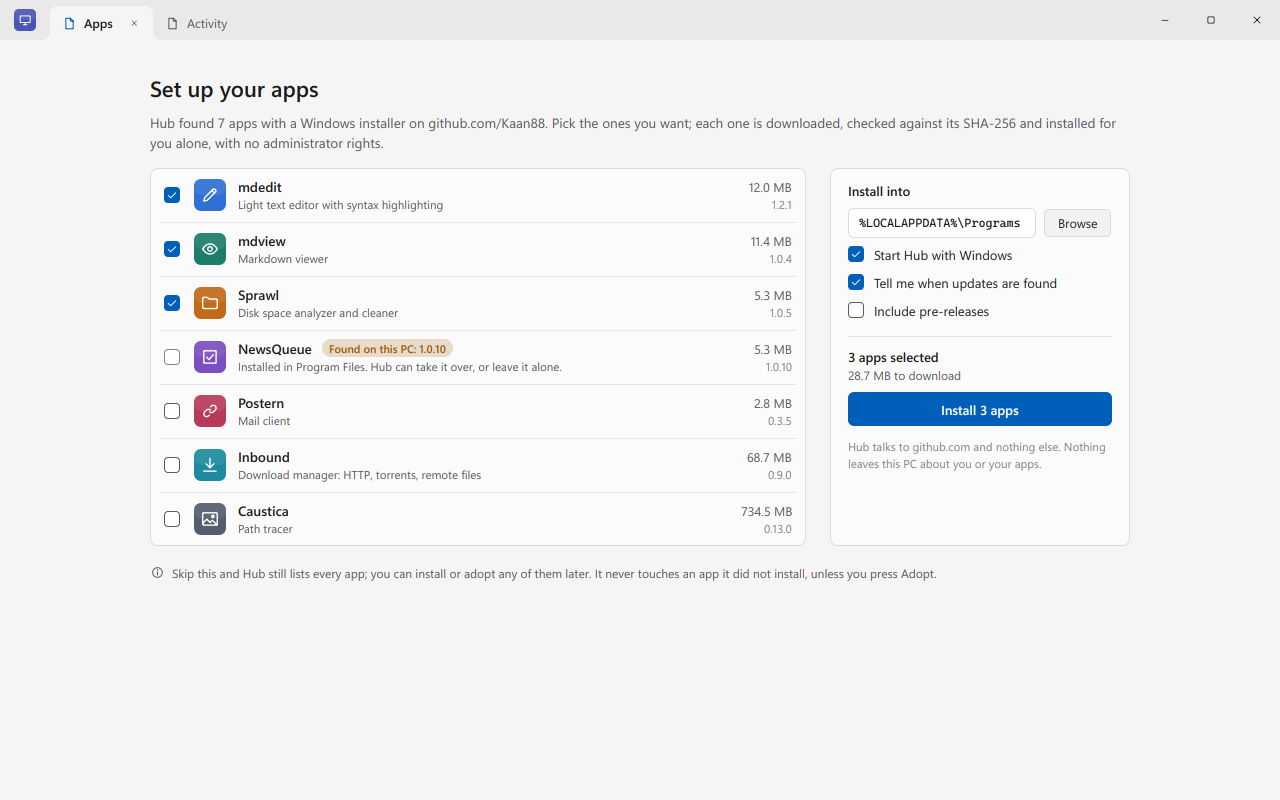 Apps
Activity
Set up your apps
Hub found 7 apps with a Windows installer on github.com/Kaan88. Pick the ones you want; each one is downloaded, checked against its SHA-256 and installed for
you alone, with no administrator rights.
mdedit
12.0 MB
Light text editor with syntax highlighting
1.2.1
mdview
11.4 MB
Markdown viewer
1.0.4
Sprawl
5.3 MB
Disk space analyzer and cleaner
1.0.5
NewsQueue
Found on this PC: 1.0.10
5.3 MB
Installed in Program Files. Hub can take it over, or leave it alone.
1.0.10
Postern
2.8 MB
Mail client
0.3.5
Inbound
68.7 MB
Download manager: HTTP, torrents, remote files
0.9.0
Caustica
734.5 MB
Path tracer
0.13.0
Install into
%LOCALAPPDATA%\Programs
Browse
Start Hub with Windows
Tell me when updates are found
Include pre-releases
3 apps selected
28.7 MB to download
Install 3 apps
Hub talks to github.com and nothing else. Nothing
leaves this PC about you or your apps.
Skip this and Hub still lists every app; you can install or adopt any of them later. It never touches an app it did not install, unless you press Adopt.